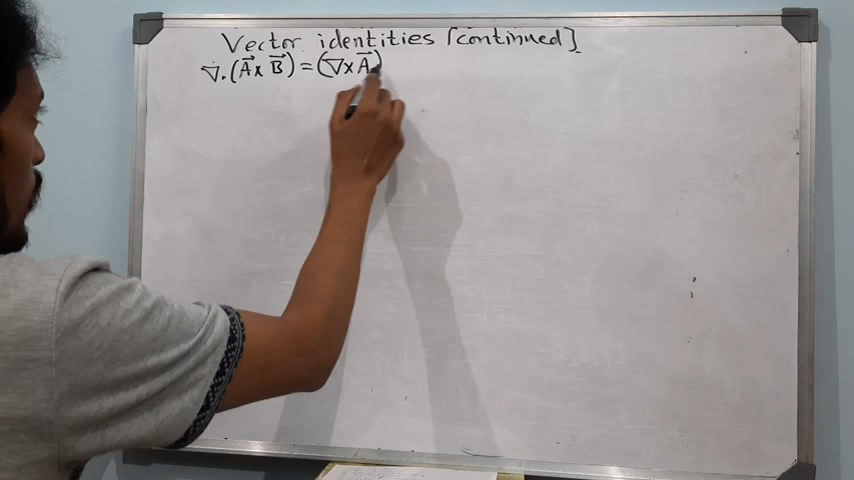 Vector identities [continued]
∇⃗.(A⃗ x B⃗) = (∇⃗ x A⃗)